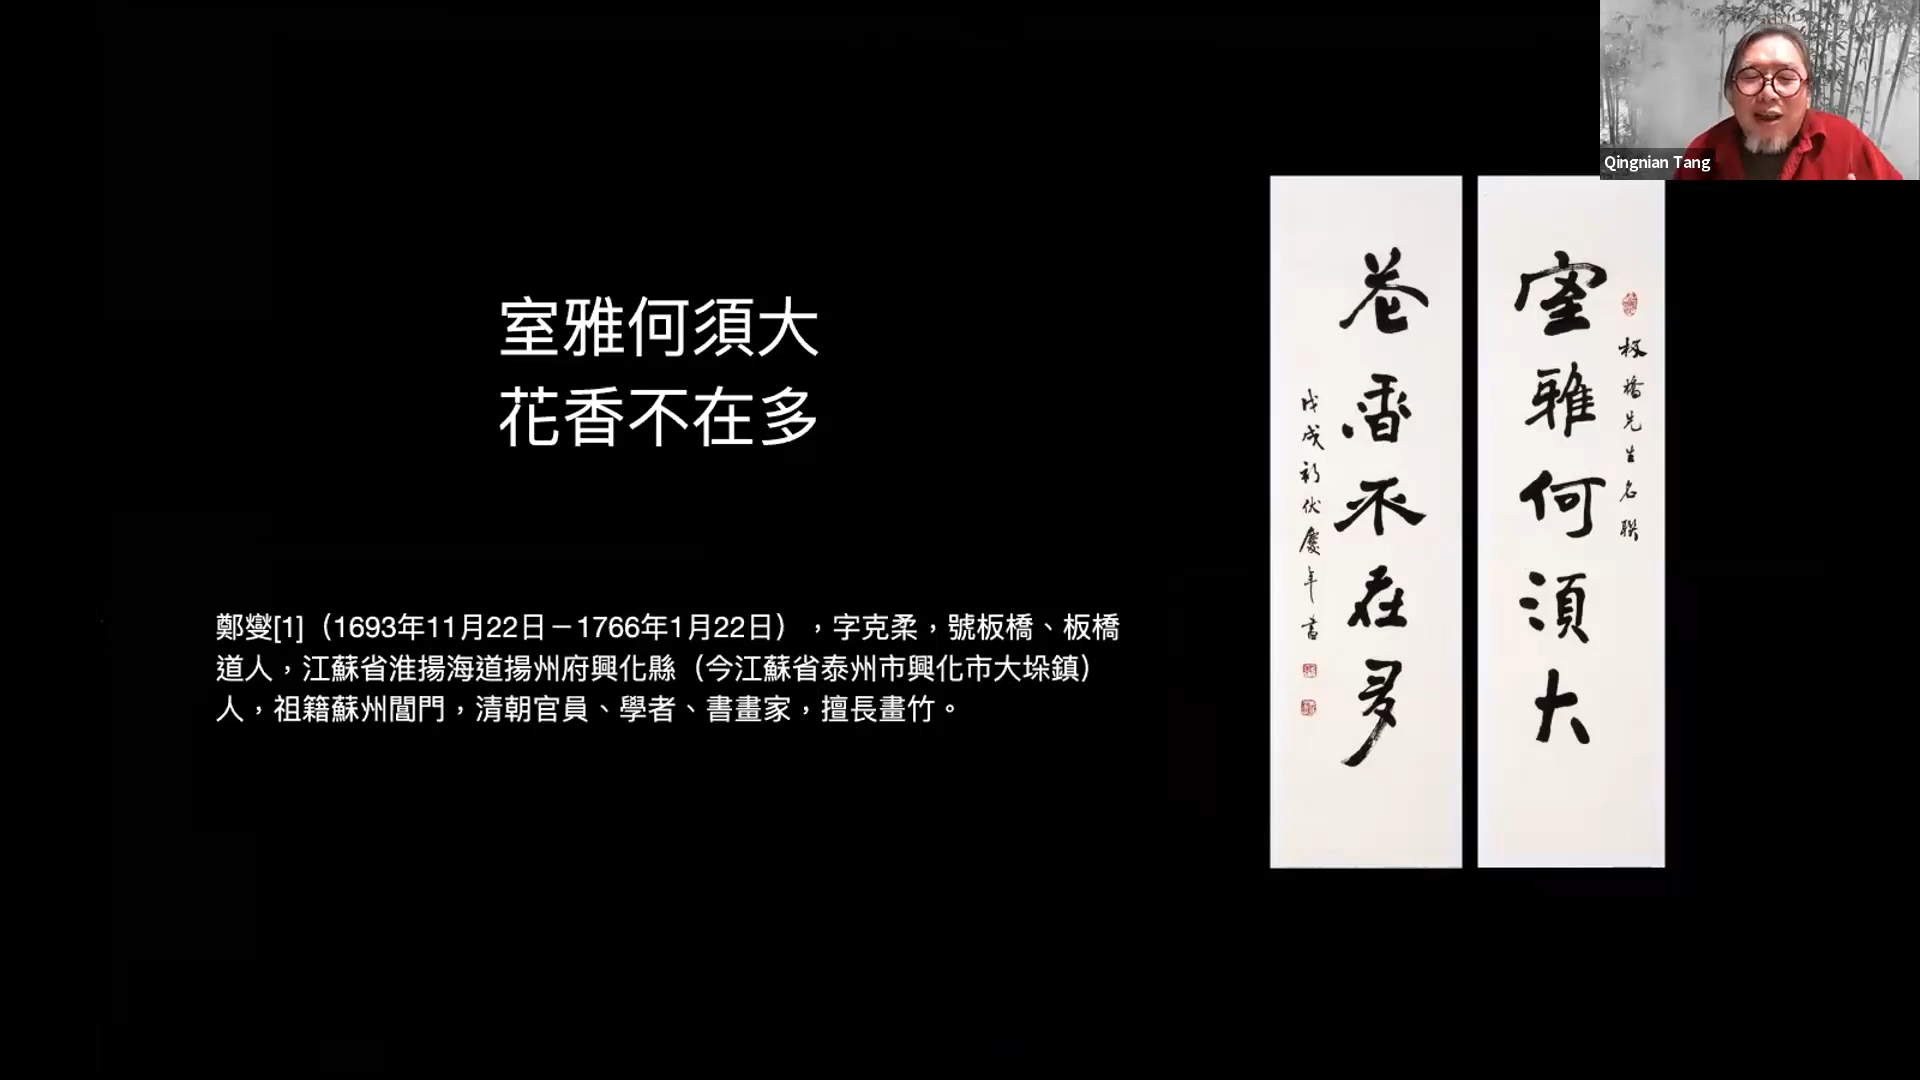 Qingnian Tang
室雅何須大
花香不在多
鄭燮[1]（1693年11月22日－1766年1月22日），字克柔，號板橋、板橋
道人，江蘇省淮揚海道揚州府興化縣（今江蘇省泰州市興化市大垛鎮）
人，祖籍蘇州閶門，清朝官員、學者、書畫家，擅長畫竹。
板橋先生名聯
室雅何須大
花香不在多
戊戌初伏慶年書